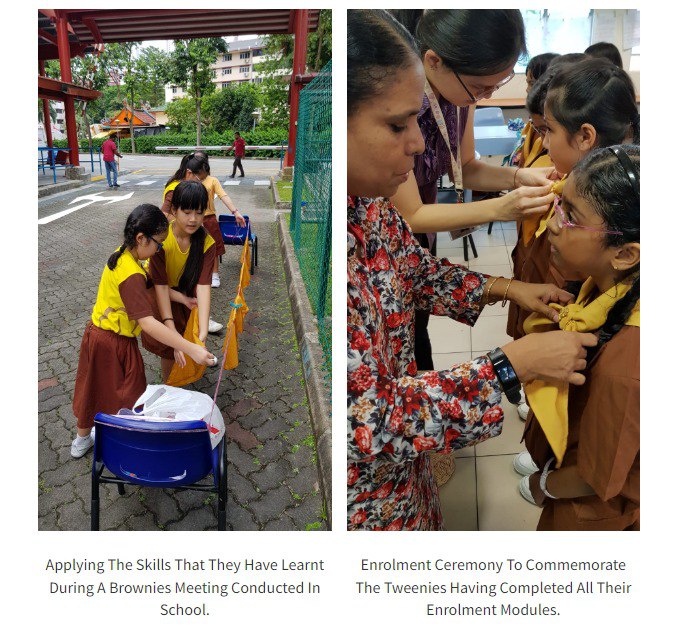 Applying The Skills That They Have Learnt
During A Brownies Meeting Conducted In
School.
Enrolment Ceremony To Commemorate
The Tweenies Having Completed All Their
Enrolment Modules.